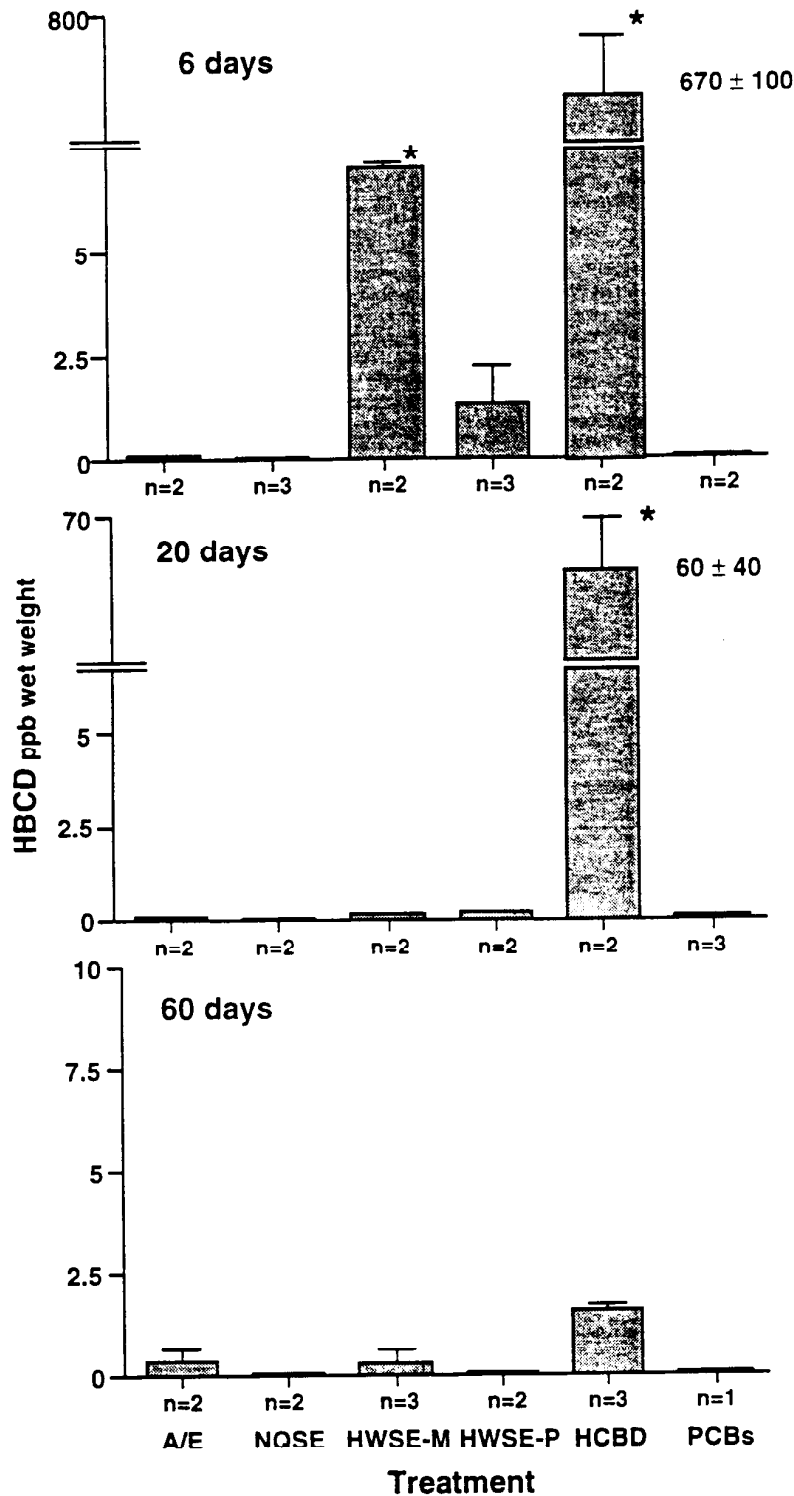 800
6 days
*
670 ± 100
*
5
2.5
0
n=2 n=3 n=2 n=3 n=2 n=2
70
20 days
*
60 ± 40
5
2.5
0
n=2 n=2 n=2 n=2 n=2 n=3
HBCD ppb wet weight
10
60 days
7.5
5
2.5
0
n=2 n=2 n=3 n=2 n=3 n=1
A/E NQSE HWSE-M HWSE-P HCBD PCBs
Treatment